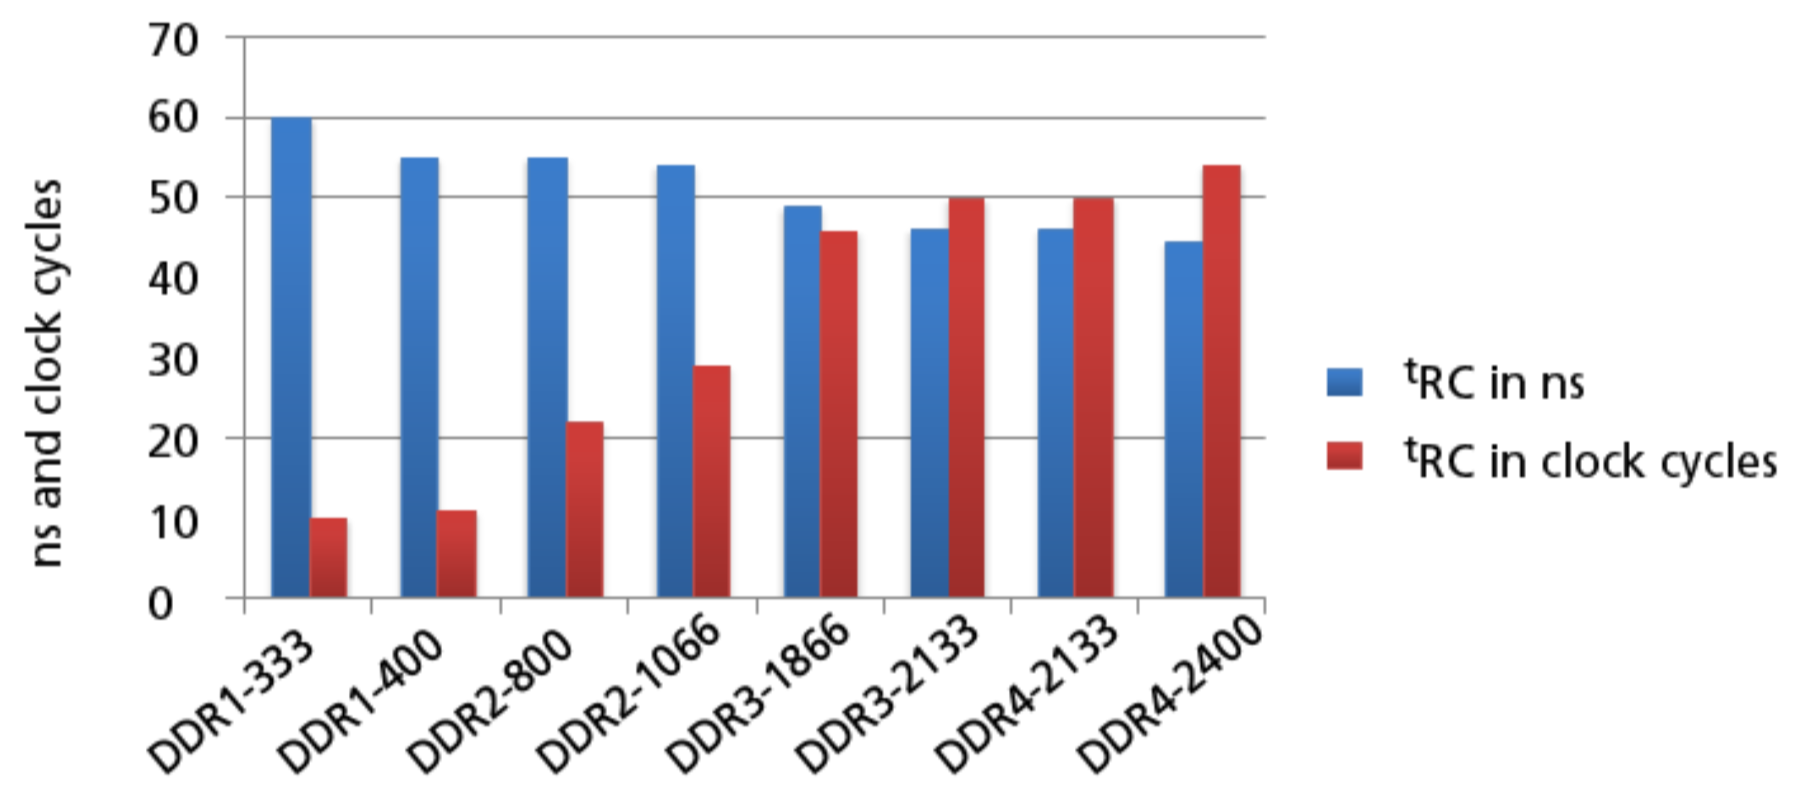 70
60
50
40
30
20
10
0
ns and clock cycles
DDR1-333
DDR1-400
DDR2-800
DDR2-1066
DDR3-1866
DDR3-2133
DDR4-2133
DDR4-2400
tRC in ns
tRC in clock cycles